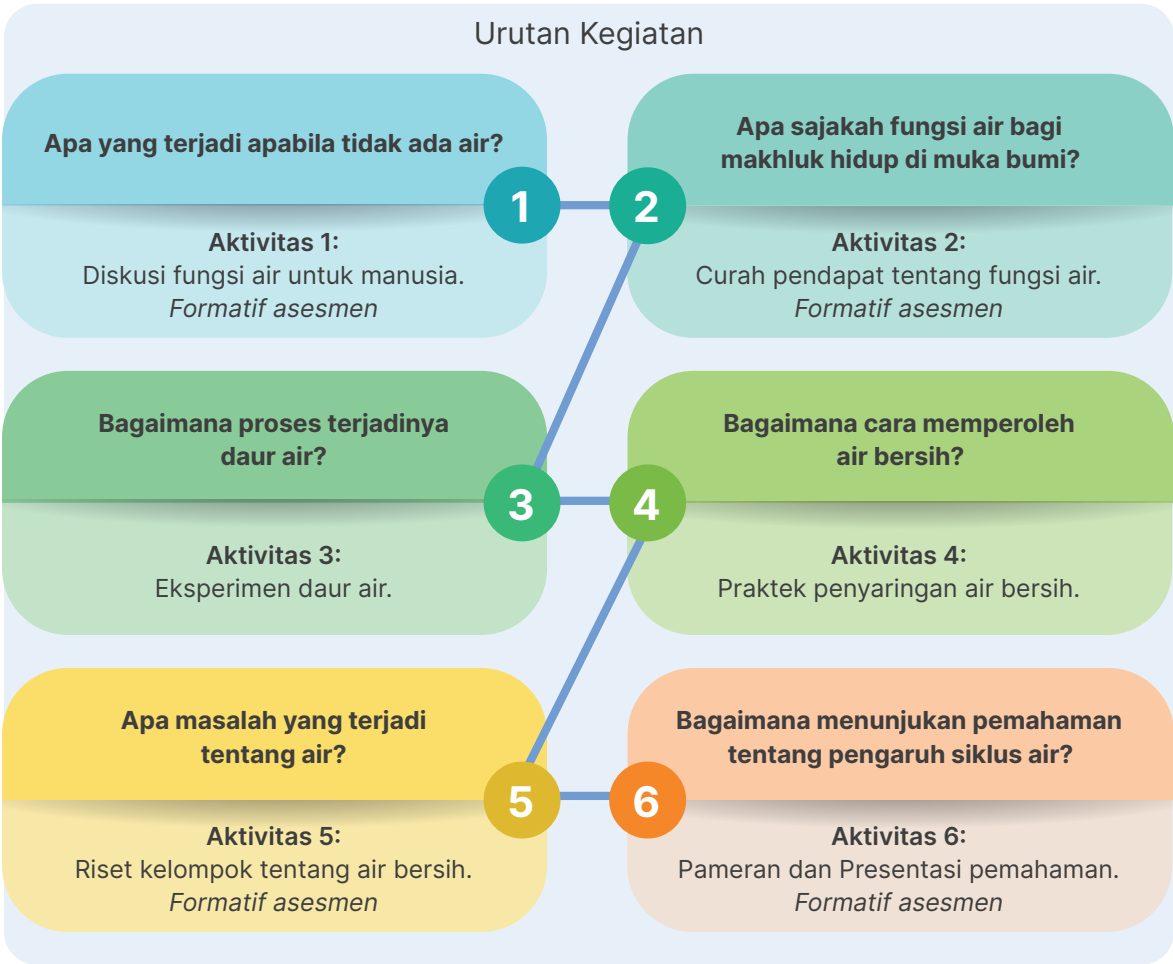 Urutan Kegiatan
Apa yang terjadi apabila tidak ada air?
1
Aktivitas 1:
Diskusi fungsi air untuk manusia.
Formatif asesmen
Apa sajakah fungsi air bagi
makhluk hidup di muka bumi?
2
Aktivitas 2:
Curah pendapat tentang fungsi air.
Formatif asesmen
Bagaimana proses terjadinya
daur air?
3
Aktivitas 3:
Eksperimen daur air.
Bagaimana cara memperoleh
air bersih?
4
Aktivitas 4:
Praktek penyaringan air bersih.
Apa masalah yang terjadi
tentang air?
5
Aktivitas 5:
Riset kelompok tentang air bersih.
Formatif asesmen
Bagaimana menunjukan pemahaman
tentang pengaruh siklus air?
6
Aktivitas 6:
Pameran dan Presentasi pemahaman.
Formatif asesmen